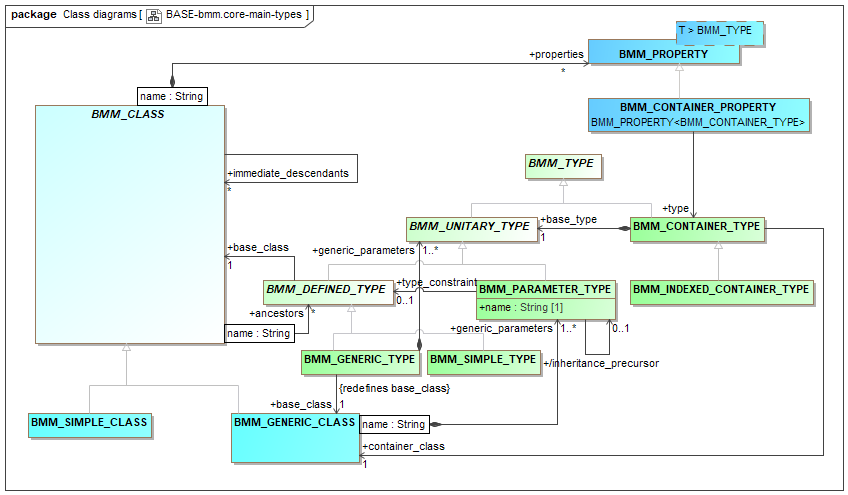 package Class diagrams [ BASE-bmm.core-main-types ]
T > BMM_TYPE
+properties
*
BMM_PROPERTY
name : String
BMM_CLASS
BMM_CONTAINER_PROPERTY
BMM_PROPERTY<BMM_CONTAINER_TYPE>
BMM_TYPE
+immediate_descendants
*
+type
BMM_UNITARY_TYPE
+base_type
1
BMM_CONTAINER_TYPE
+base_class
1
+generic_parameters
1..*
BMM_DEFINED_TYPE
+type_constraint
0..1
BMM_PARAMETER_TYPE
+name : String [1]
BMM_INDEXED_CONTAINER_TYPE
+ancestors
*
name : String
+generic_parameters
1..*
0..1
BMM_GENERIC_TYPE
BMM_SIMPLE_TYPE
+/inheritance_precursor
{redefines base_class}
+base_class
1
BMM_SIMPLE_CLASS
BMM_GENERIC_CLASS
name : String
+container_class
1